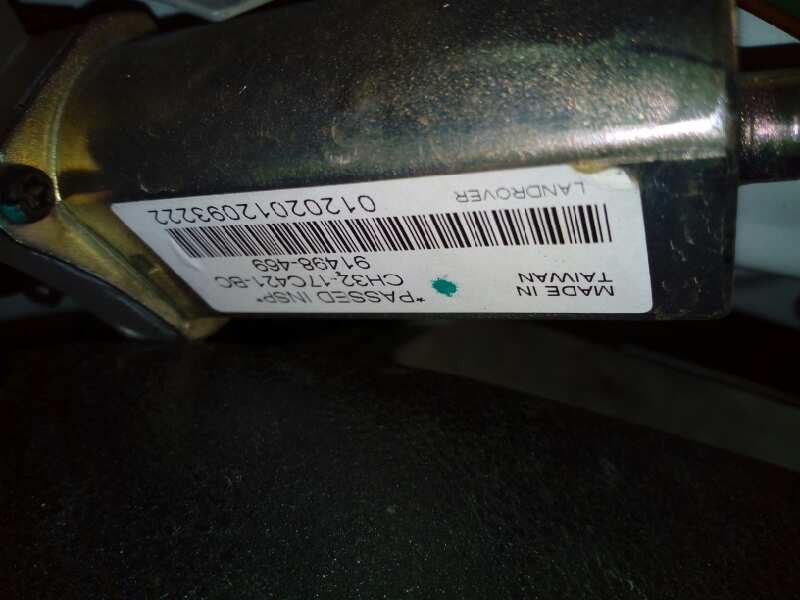 MADE IN
TAIWAN
*PASSED INSP*
CH32-17C421-BC
91498-469
LANDROVER
01202012093222